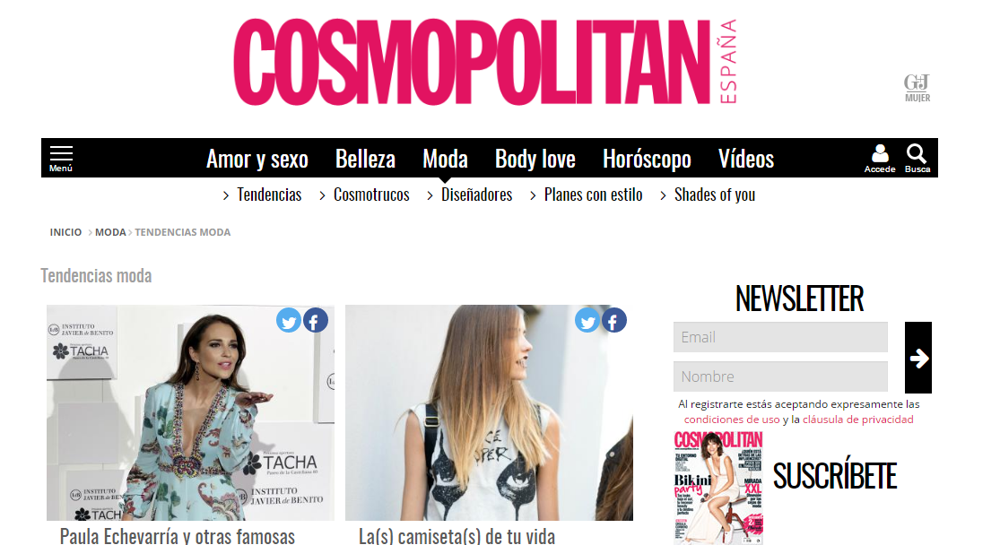 COSMOPOLITAN ESPAÑA
G+J
MUJER
Menú
Amor y sexo Belleza Moda Body love Horóscopo Vídeos
Accede Busca
Tendencias Cosmotrucos Diseñadores Planes con estilo Shades of you
INICIO MODA TENDENCIAS MODA
Tendencias moda
NEWSLETTER
Email
Nombre
Al registrarte estás aceptando expresamente las
condiciones de uso y la cláusula de privacidad
INSTITUTO
JAVIER de BENITO
TACHA
TACHA
INSTITUTO
JAVIER de BENITO
TACHA
COSMOPOLITAN
Bikini
party
MIRADA
XXL
SUSCRÍBETE
Paula Echevarría y otras famosas
La(s) camiseta(s) de tu vida